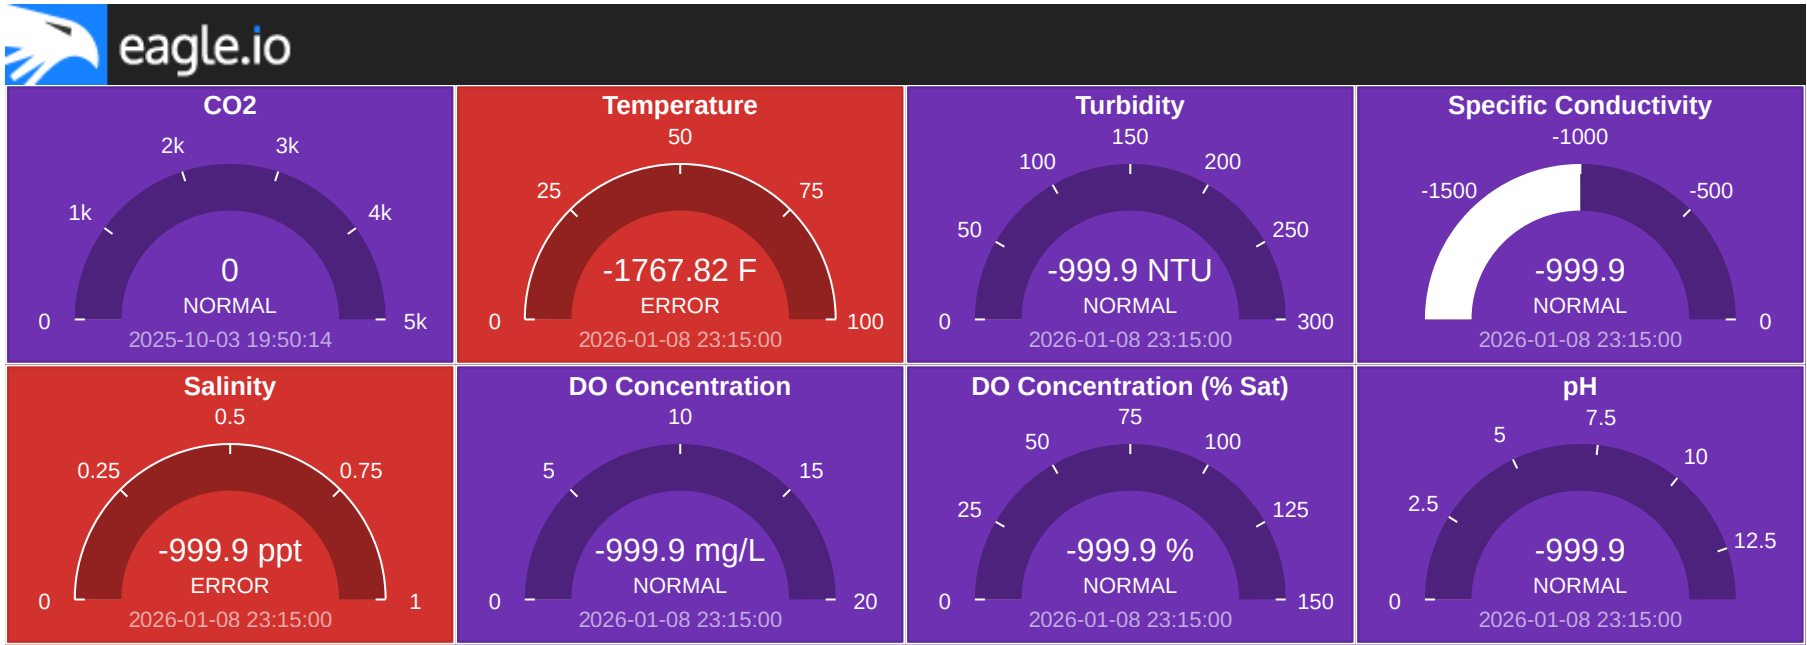 eagle.io
CO2
0
1k
2k
3k
4k
5k
0
NORMAL
2025-10-03 19:50:14
Temperature
0
25
50
75
100
-1767.82 F
ERROR
2026-01-08 23:15:00
Turbidity
0
50
100
150
200
250
300
-999.9 NTU
NORMAL
2026-01-08 23:15:00
Specific Conductivity
-1500
-1000
-500
0
-999.9
NORMAL
2026-01-08 23:15:00
Salinity
0
0.25
0.5
0.75
1
-999.9 ppt
ERROR
2026-01-08 23:15:00
DO Concentration
0
5
10
15
20
-999.9 mg/L
NORMAL
2026-01-08 23:15:00
DO Concentration (% Sat)
0
25
50
75
100
125
150
-999.9 %
NORMAL
2026-01-08 23:15:00
pH
0
2.5
5
7.5
10
12.5
-999.9
NORMAL
2026-01-08 23:15:00